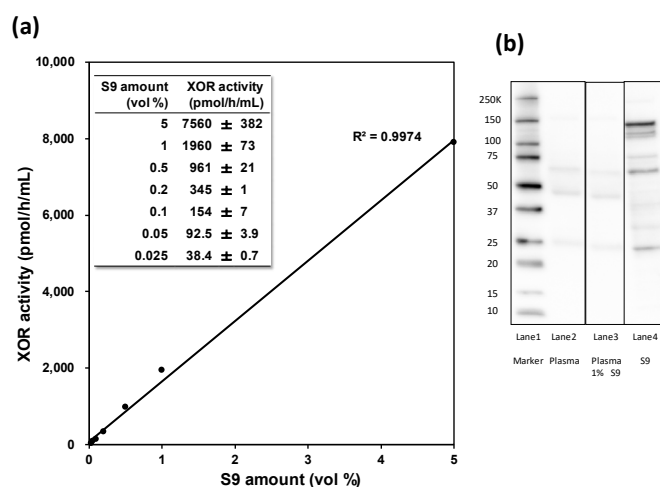 (a)
10,000
8,000
6,000
4,000
2,000
0
XOR activity (pmol/h/mL)
S9 amount (vol %) XOR activity (pmol/h/mL)
5 7560 ± 382
1 1960 ± 73
0.5 961 ± 21
0.2 345 ± 1
0.1 154 ± 7
0.05 92.5 ± 3.9
0.025 38.4 ± 0.7
R² = 0.9974
0 1 2 3 4 5
S9 amount (vol %)
(b)
250K
150
100
75
50
37
25
20
15
10
Lane1 Lane2 Lane3 Lane4
Marker Plasma Plasma 1% S9 S9